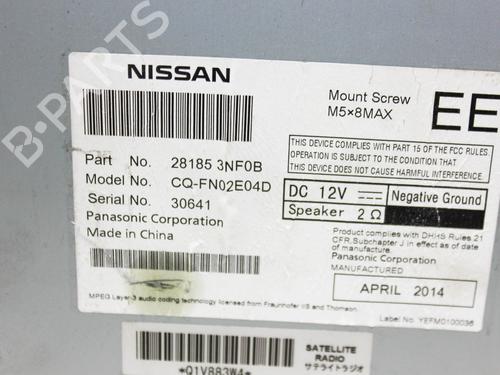 B-PARTS
NISSAN
Part No. 28185 3NF0B
Model No. CQ-FN02E04D
Serial No. 30641
Panasonic Corporation
Made in China
MPEG Layer-3 audio coding technology licensed from Fraunhofer IIS and Thomson.
Mount Screw
M5×8MAX
EE
THIS DEVICE COMPLIES WITH PART 15 OF THE FCC RULES.
OPERATION IS SUBJECT TO THE CONDITION THAT THIS
DEVICE DOES NOT CAUSE HARMFUL INTERFERENCE.
DC 12V Negative Ground
Speaker 2 Ω
Product complies with DHHS Rules 21
CFR,Subchapter J in effect as of date
of manufacture.
Panasonic Corporation
MANUFACTURED
APRIL 2014
Label No. YEFM0100036
*Q1V883W4*
SATELLITE
RADIO
サテライトラジオ